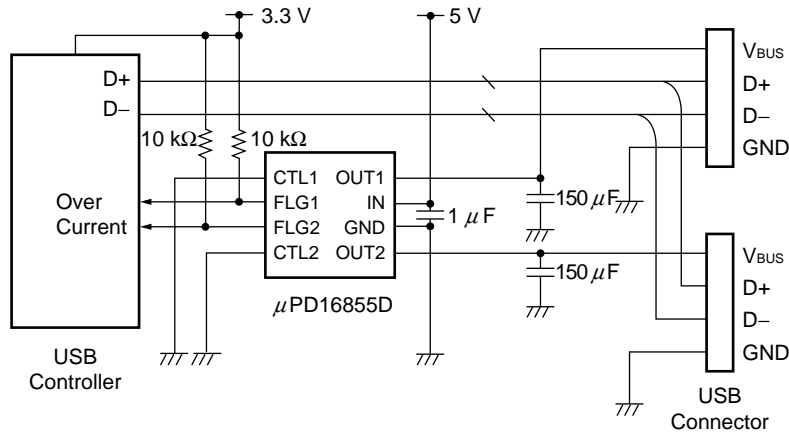 3.3 V
5 V
D+
D−
10 kΩ
10 kΩ
Over
Current
USB
Controller
CTL1
FLG1
FLG2
CTL2
OUT1
IN
GND
OUT2
μPD16855D
1 μF
150 μF
150 μF
VBUS
D+
D−
GND
VBUS
D+
D−
GND
USB
Connector